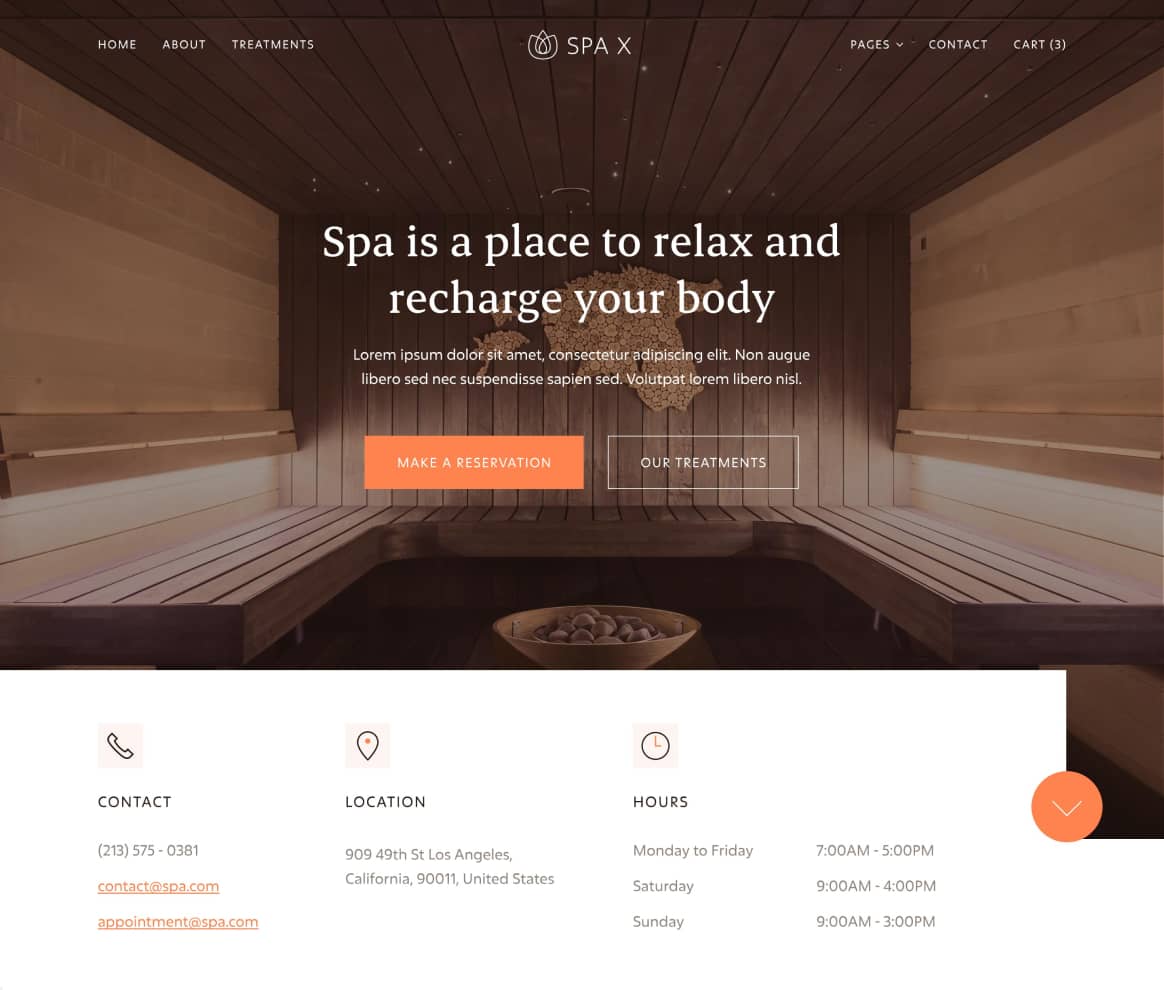 HOME ABOUT TREATMENTS SPA X PAGES CONTACT CART (3)
Spa is a place to relax and
recharge your body
Lorem ipsum dolor sit amet, consectetur adipiscing elit. Non augue
libero sed nec suspendisse sapien sed. Volutpat lorem libero nisl.
MAKE A RESERVATION OUR TREATMENTS
CONTACT
(213) 575 - 0381
contact@spa.com
appointment@spa.com
LOCATION
909 49th St Los Angeles,
California, 90011, United States
HOURS
Monday to Friday 7:00AM - 5:00PM
Saturday 9:00AM - 4:00PM
Sunday 9:00AM - 3:00PM